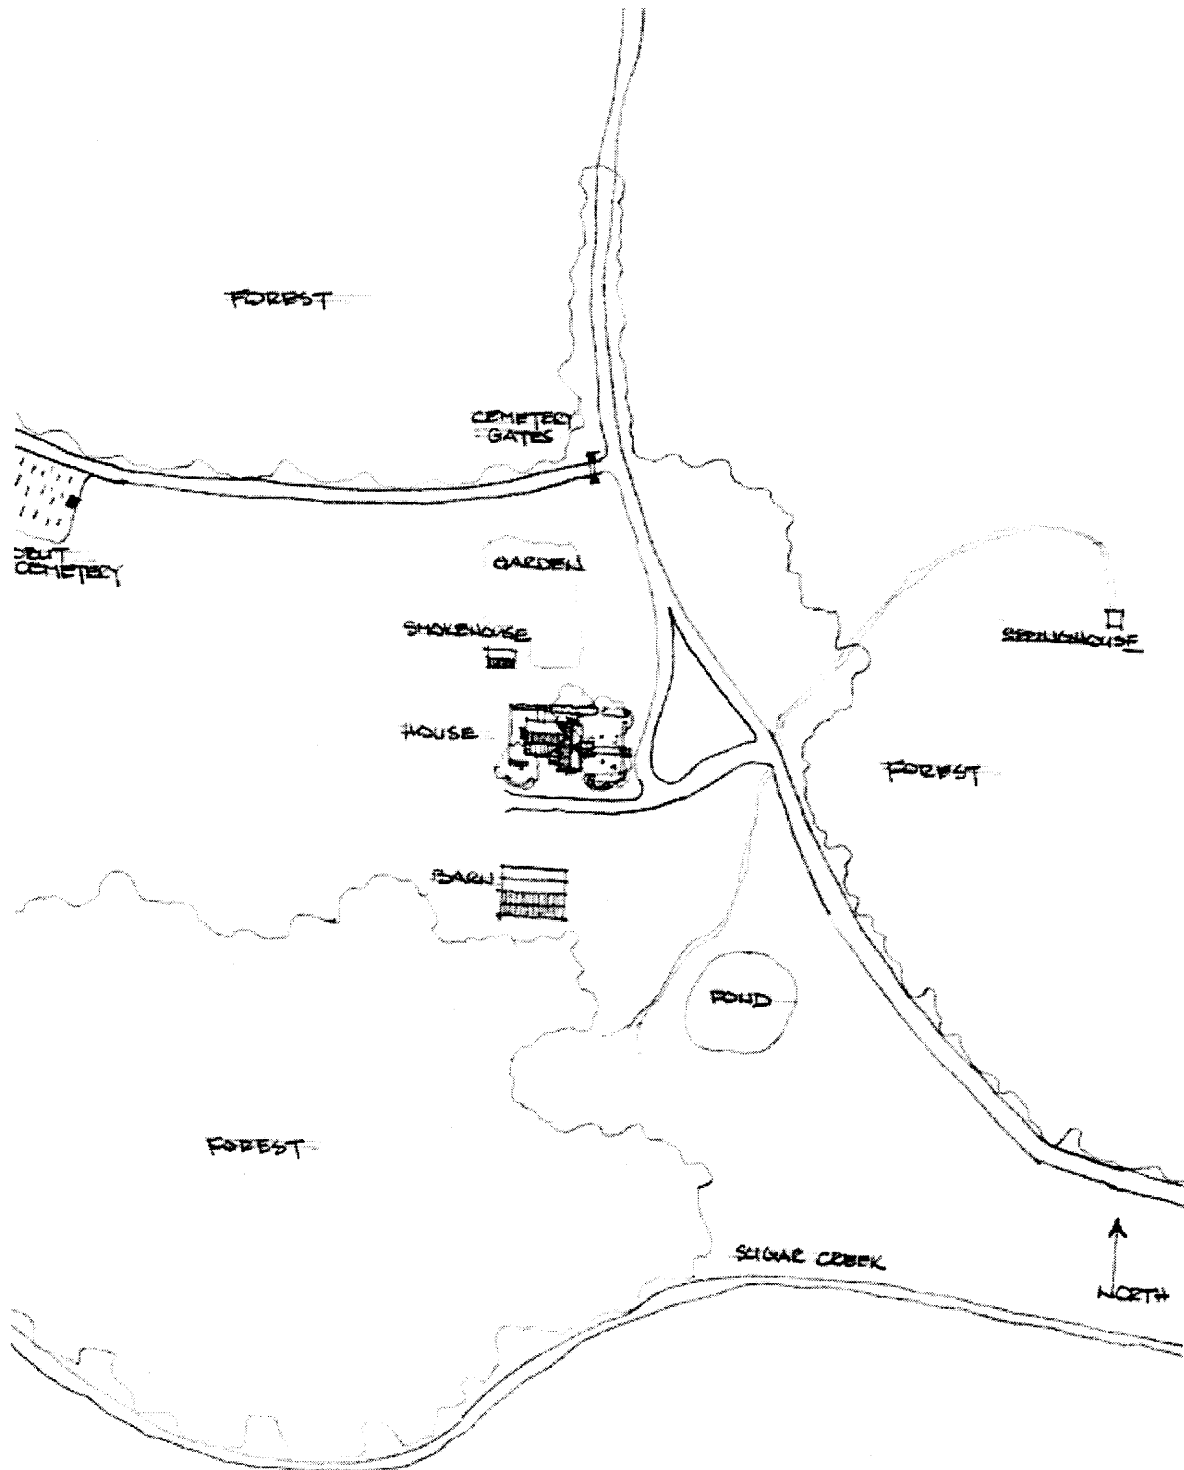 FOREST
CEMETERY
GATES
GARDEN
CEMETERY
SMOKEHOUSE
SPRINGHOUSE
HOUSE
FOREST
BARN
POND
FOREST
SUGAR CREEK
NORTH